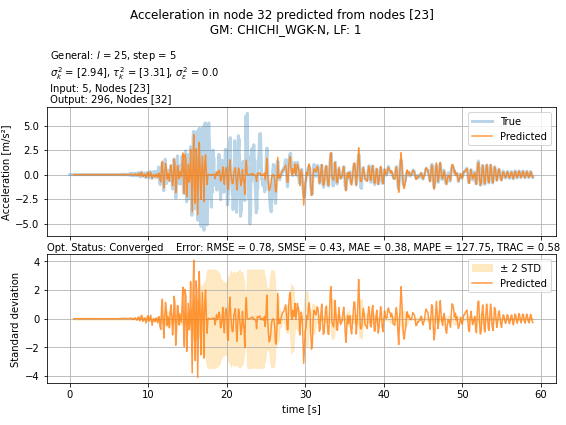 Acceleration in node 32 predicted from nodes [23]
GM: CHICHI_WGK-N, LF: 1
General: l = 25, step = 5
σ²ₖ = [2.94], τ²ₖ = [3.31], σ²ε = 0.0
Input: 5, Nodes [23]
Output: 296, Nodes [32]
Acceleration [m/s²]
5.0
2.5
0.0
−2.5
−5.0
True
Predicted
Opt. Status: Converged Error: RMSE = 0.78, SMSE = 0.43, MAE = 0.38, MAPE = 127.75, TRAC = 0.58
Standard deviation
4
2
0
−2
−4
± 2 STD
Predicted
0 10 20 30 40 50 60
time [s]